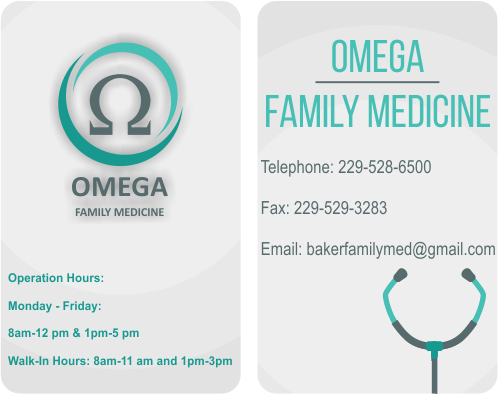 Ω
OMEGA
FAMILY MEDICINE
Operation Hours:
Monday - Friday:
8am-12 pm & 1pm-5 pm
Walk-In Hours: 8am-11 am and 1pm-3pm
OMEGA
FAMILY MEDICINE
Telephone: 229-528-6500
Fax: 229-529-3283
Email: bakerfamilymed@gmail.com